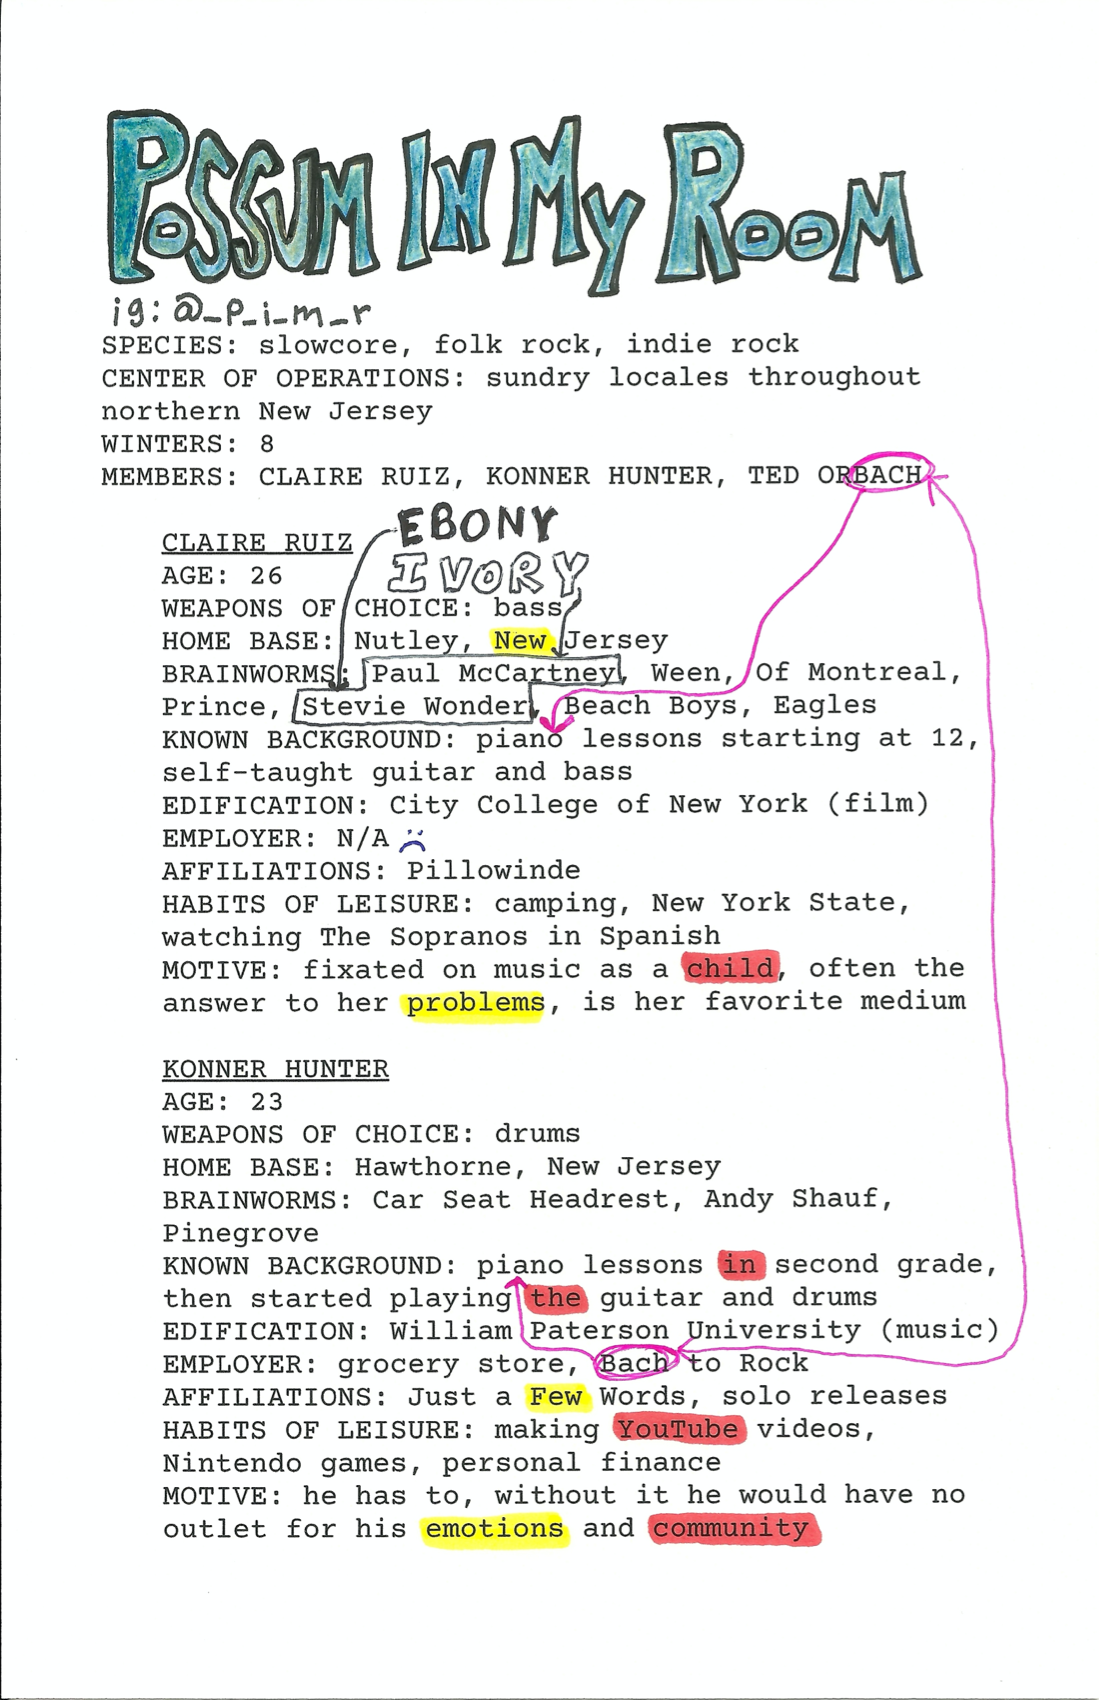 POSSUM IN MY ROOM
ig: @_p_i_m_r
SPECIES: slowcore, folk rock, indie rock
CENTER OF OPERATIONS: sundry locales throughout
northern New Jersey
WINTERS: 8
MEMBERS: CLAIRE RUIZ, KONNER HUNTER, TED ORBACH
EBONY
IVORY
CLAIRE RUIZ
AGE: 26
WEAPONS OF CHOICE: bass
HOME BASE: Nutley, New Jersey
BRAINWORMS: Paul McCartney, Ween, Of Montreal,
Prince, Stevie Wonder, Beach Boys, Eagles
KNOWN BACKGROUND: piano lessons starting at 12,
self-taught guitar and bass
EDIFICATION: City College of New York (film)
EMPLOYER: N/A
AFFILIATIONS: Pillowinde
HABITS OF LEISURE: camping, New York State,
watching The Sopranos in Spanish
MOTIVE: fixated on music as a child, often the
answer to her problems, is her favorite medium
KONNER HUNTER
AGE: 23
WEAPONS OF CHOICE: drums
HOME BASE: Hawthorne, New Jersey
BRAINWORMS: Car Seat Headrest, Andy Shauf,
Pinegrove
KNOWN BACKGROUND: piano lessons in second grade,
then started playing the guitar and drums
EDIFICATION: William Paterson University (music)
EMPLOYER: grocery store, Bach to Rock
AFFILIATIONS: Just a Few Words, solo releases
HABITS OF LEISURE: making YouTube videos,
Nintendo games, personal finance
MOTIVE: he has to, without it he would have no
outlet for his emotions and community